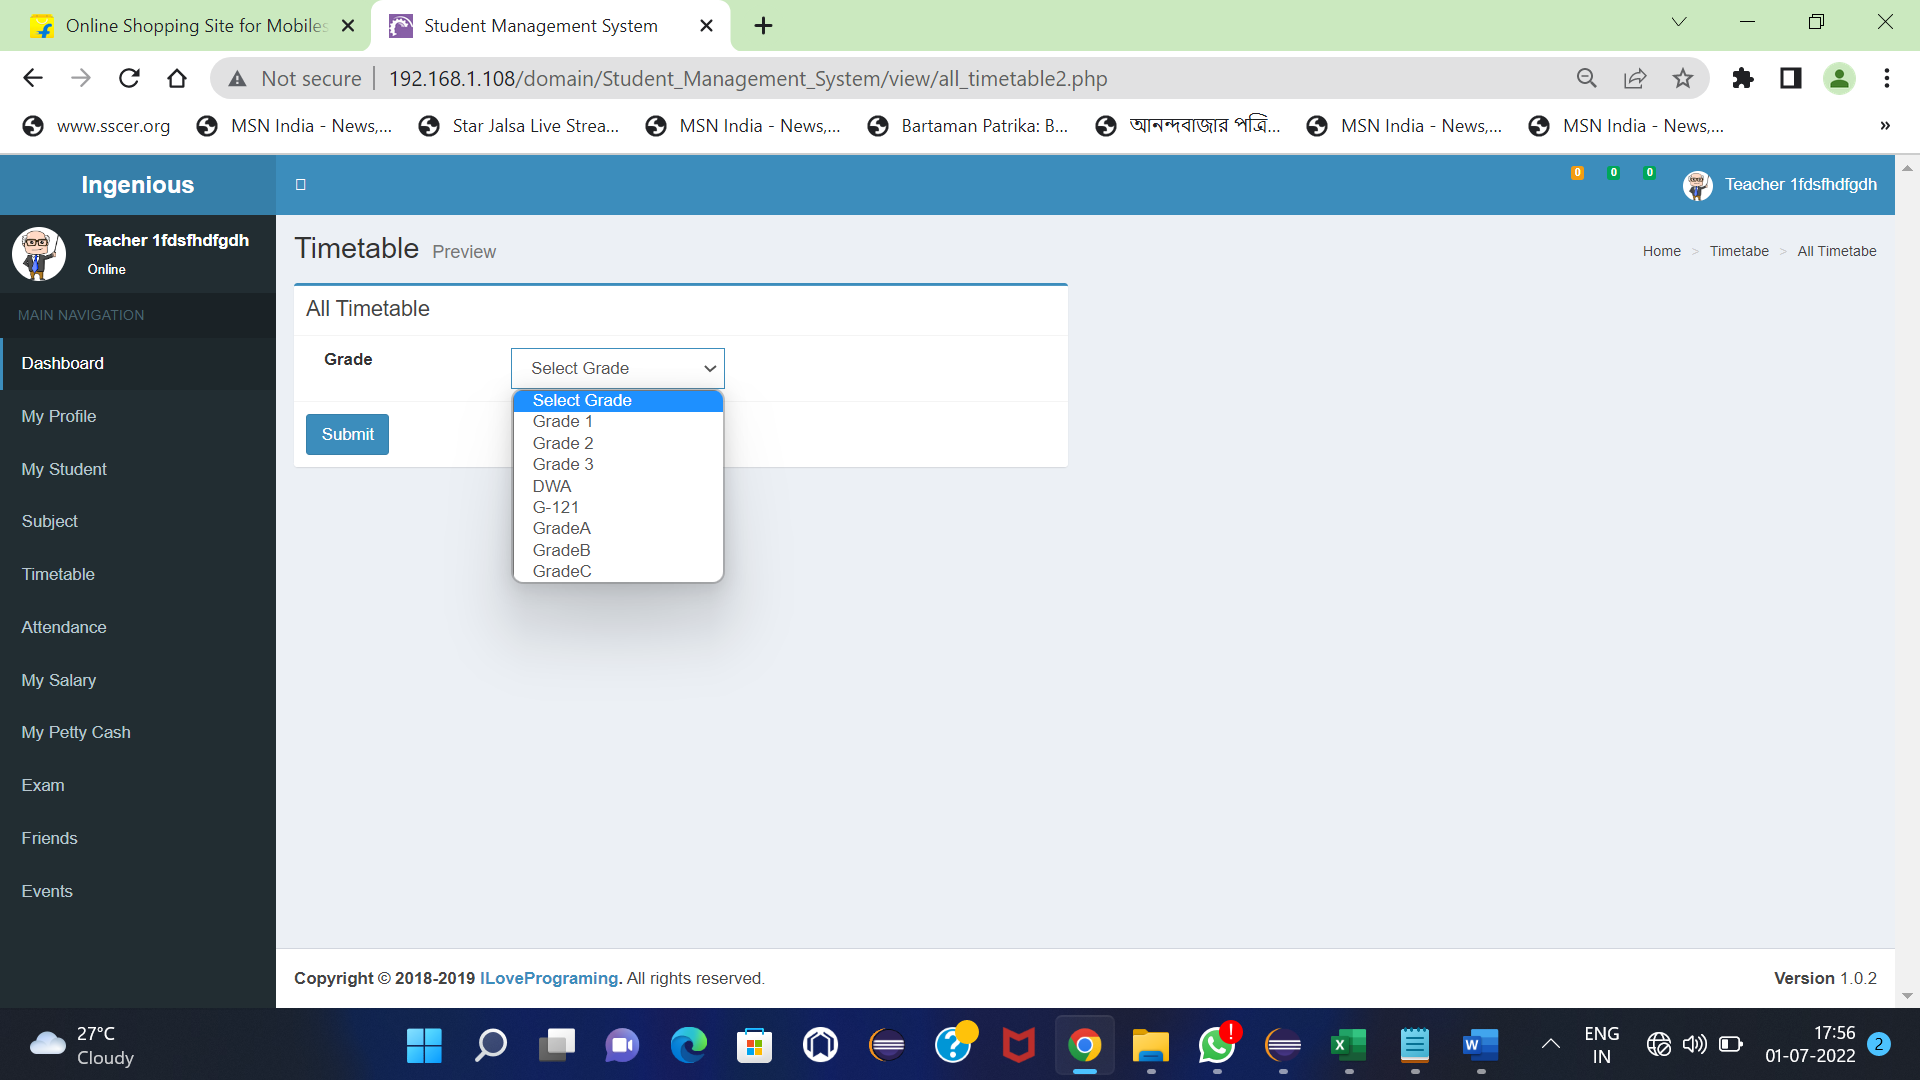 Online Shopping Site for Mobiles
Student Management System
Not secure
192.168.1.108/domain/Student_Management_System/view/all_timetable2.php
www.sscer.org
MSN India - News,...
Star Jalsa Live Strea...
MSN India - News,...
Bartaman Patrika: B...
আনন্দবাজার পত্রি...
MSN India - News,...
MSN India - News,...
»
Ingenious
0
0
0
Teacher 1fdsfhdfgdh
Teacher 1fdsfhdfgdh
Online
MAIN NAVIGATION
Dashboard
My Profile
My Student
Subject
Timetable
Attendance
My Salary
My Petty Cash
Exam
Friends
Events
Timetable Preview
Home > Timetabe > All Timetabe
All Timetable
Grade
Select Grade
Select Grade
Grade 1
Grade 2
Grade 3
DWA
G-121
GradeA
GradeB
GradeC
Submit
Copyright © 2018-2019 ILovePrograming. All rights reserved.
Version 1.0.2
27°C
Cloudy
ENG
IN
17:56
01-07-2022
2